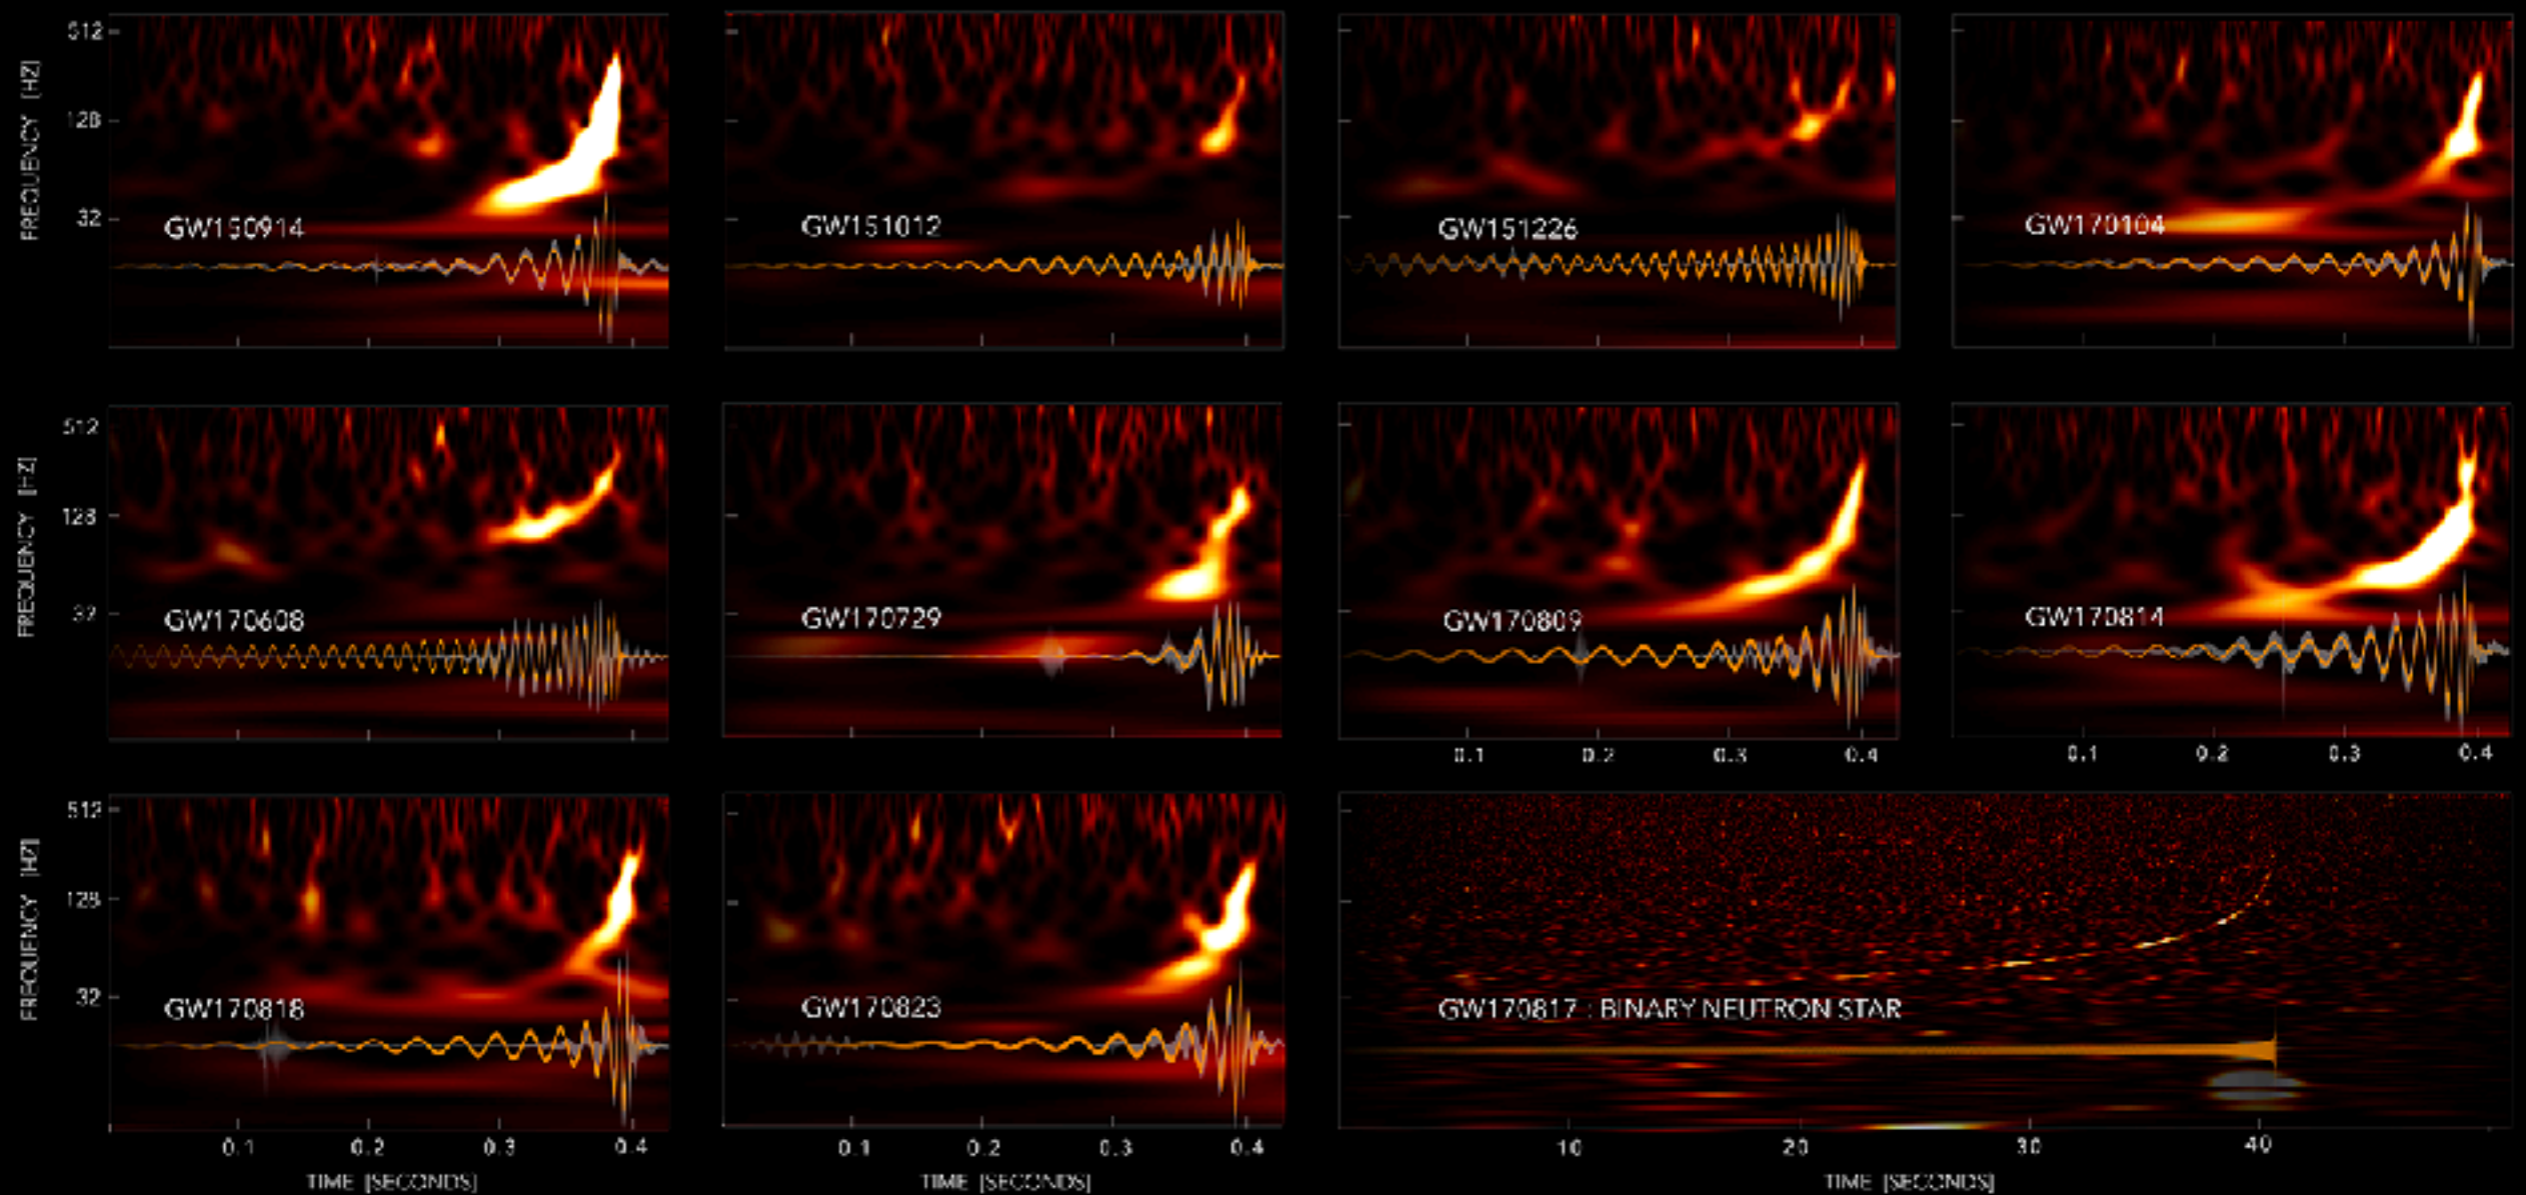 FREQUENCY [HZ]
512
128
32
GW150914
GW151012
GW151226
GW170104
FREQUENCY [HZ]
512
128
32
GW170608
GW170729
GW170809
GW170814
0.1 0.2 0.3 0.4
0.1 0.2 0.3 0.4
FREQUENCY [HZ]
512
128
32
GW170818
GW170823
GW170817 : BINARY NEUTRON STAR
0.1 0.2 0.3 0.4
0.1 0.2 0.3 0.4
10 20 30 40
TIME [SECONDS]
TIME [SECONDS]
TIME [SECONDS]